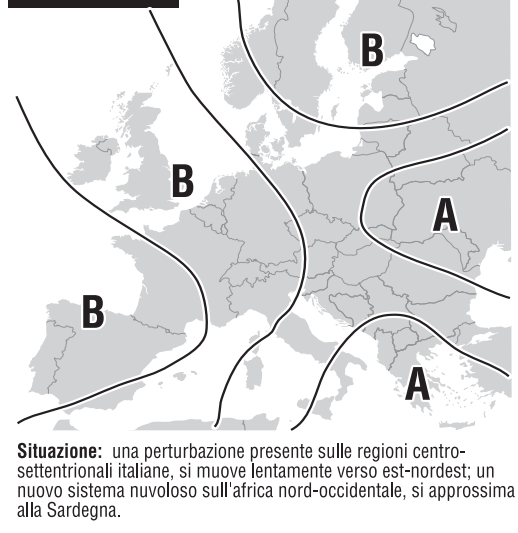 B
B
A
B
A
Situazione: una perturbazione presente sulle regioni centro-
settentrionali italiane, si muove lentamente verso est-nordest; un
nuovo sistema nuvoloso sull'africa nord-occidentale, si approssima
alla Sardegna.